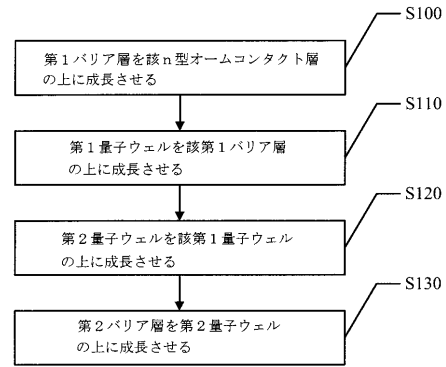 S100
第１バリア層を該ｎ型オームコンタクト層
の上に成長させる
S110
第１量子ウェルを該第１バリア層
の上に成長させる
S120
第２量子ウェルを該第１量子ウェル
の上に成長させる
S130
第２バリア層を第２量子ウェル
の上に成長させる